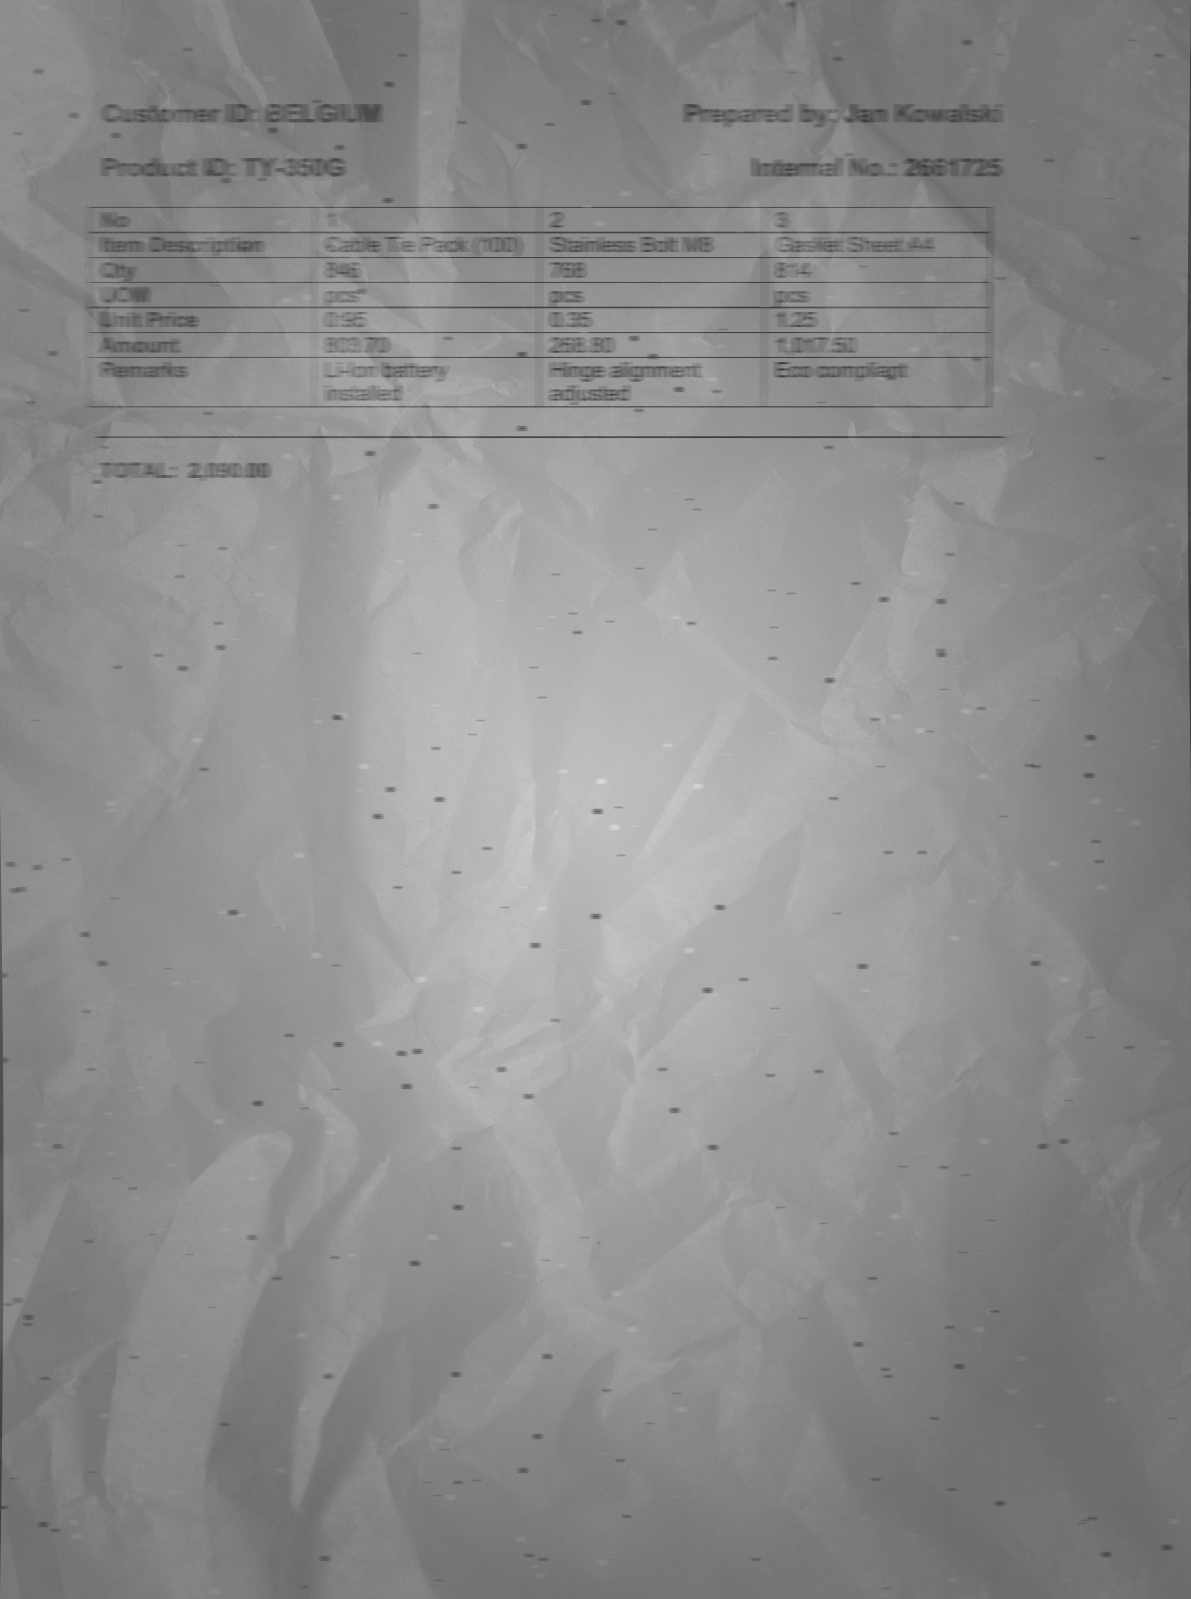 Customer ID: BELGIUM Prepared by: Jan Kowalski
Product ID: TY-350G Internal No.: 2661725
No 1 2 3
Item Description Cable Tie Pack (100) Stainless Bolt M8 Gasket Sheet A4
Qty 846 768 814
UOM pcs pcs pcs
Unit Price 0.95 0.35 1.25
Amount 803.70 268.80 1,017.50
Remarks Li-ion battery Hinge alignment Eco compliant
installed adjusted
TOTAL: 2,090.00